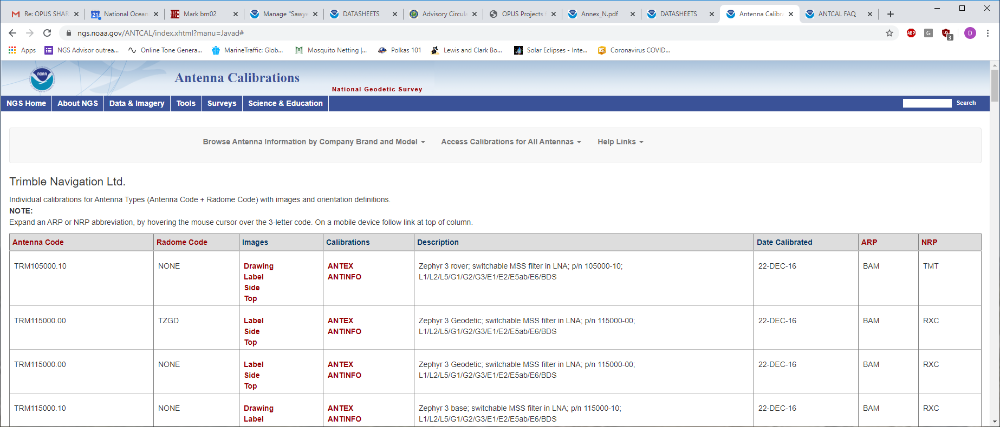 Re: OPUS SHAR
National Ocean
Mark bm02
Manage "Sawye
DATASHEETS
Advisory Circula
OPUS Projects
Annex_N.pdf
DATASHEETS
Antenna Calibra
ANTCAL FAQ
ngs.noaa.gov/ANTCAL/index.xhtml?manu=Javad#
ABP
G
3
D
Apps
NGS Advisor outrea...
Online Tone Genera...
MarineTraffic: Glob...
Mosquito Netting |...
Polkas 101
Lewis and Clark Bo...
Solar Eclipses - Inte...
Coronavirus COVID...
NOAA
Antenna Calibrations
National Geodetic Survey
NGS Home
About NGS
Data & Imagery
Tools
Surveys
Science & Education
Search
Browse Antenna Information by Company Brand and Model
Access Calibrations for All Antennas
Help Links
Trimble Navigation Ltd.
Individual calibrations for Antenna Types (Antenna Code + Radome Code) with images and orientation definitions.
NOTE:
Expand an ARP or NRP abbreviation, by hovering the mouse cursor over the 3-letter code. On a mobile device follow link at top of column.
Antenna Code Radome Code Images Calibrations Description Date Calibrated ARP NRP
TRM105000.10 NONE Drawing ANTEX Zephyr 3 rover; switchable MSS filter in LNA; p/n 105000-10; 22-DEC-16 BAM TMT
Label ANTINFO L1/L2/L5/G1/G2/G3/E1/E2/E5ab/E6/BDS
Side
Top
TRM115000.00 TZGD Label ANTEX Zephyr 3 Geodetic; switchable MSS filter in LNA; p/n 115000-00; 22-DEC-16 BAM RXC
Side ANTINFO L1/L2/L5/G1/G2/G3/E1/E2/E5ab/E6/BDS
Top
TRM115000.00 NONE Label ANTEX Zephyr 3 Geodetic; switchable MSS filter in LNA; p/n 115000-00; 22-DEC-16 BAM RXC
Side ANTINFO L1/L2/L5/G1/G2/G3/E1/E2/E5ab/E6/BDS
Top
TRM115000.10 NONE Drawing ANTEX Zephyr 3 base; switchable MSS filter in LNA; p/n 115000-10; 22-DEC-16 BAM RXC
Label ANTINFO L1/L2/L5/G1/G2/G3/E1/E2/E5ab/E6/BDS